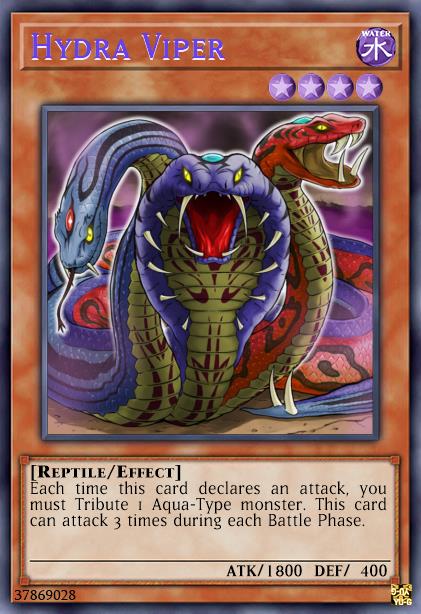 Hydra Viper
WATER
水
[Reptile/Effect]
Each time this card declares an attack, you
must Tribute 1 Aqua-Type monster. This card
can attack 3 times during each Battle Phase.
ATK/1800 DEF/ 400
37869028